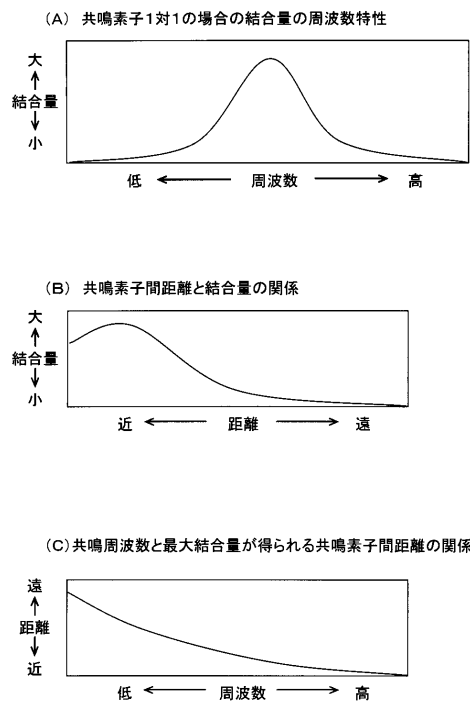 (A) 共鳴素子1対1の場合の結合量の周波数特性
大
↑
結合量
↓
小
低 ← 周波数 → 高
(B) 共鳴素子間距離と結合量の関係
大
↑
結合量
↓
小
近 ← 距離 → 遠
(C)共鳴周波数と最大結合量が得られる共鳴素子間距離の関係
遠
↑
距離
↓
近
低 ← 周波数 → 高